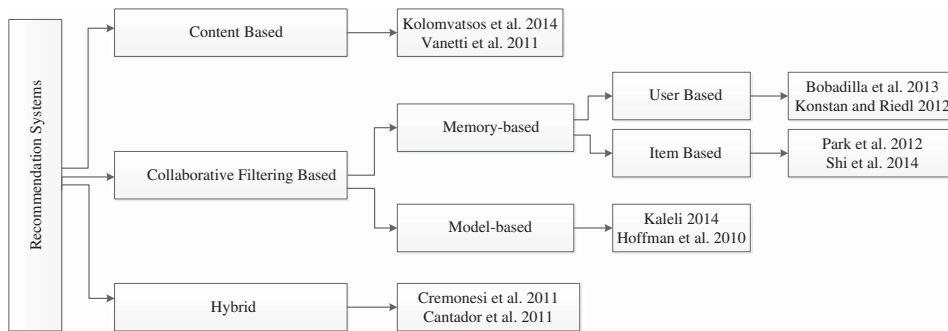 Recommendation Systems
Content Based
Kolomvatsos et al. 2014
Vanetti et al. 2011
Collaborative Filtering Based
Memory-based
User Based
Bobadilla et al. 2013
Konstan and Riedl 2012
Item Based
Park et al. 2012
Shi et al. 2014
Model-based
Kaleli 2014
Hoffman et al. 2010
Hybrid
Cremonesi et al. 2011
Cantador et al. 2011